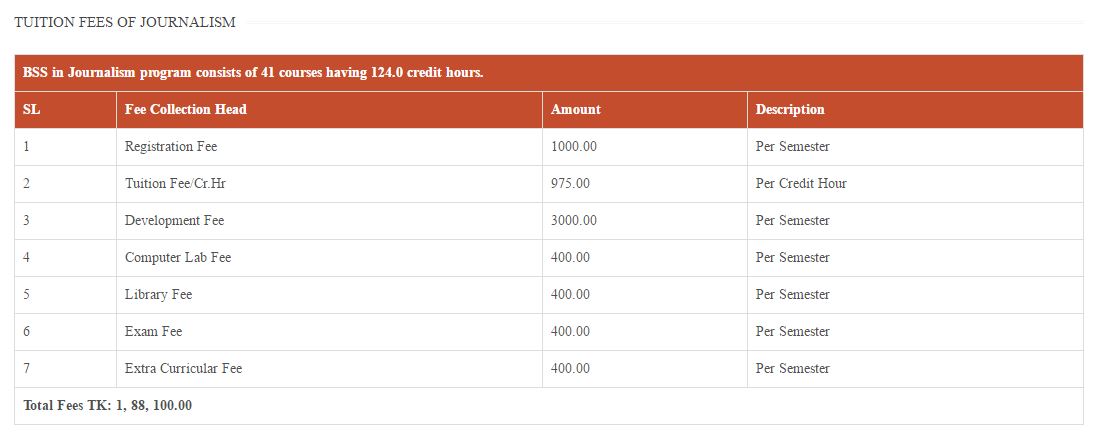 TUITION FEES OF JOURNALISM
BSS in Journalism program consists of 41 courses having 124.0 credit hours.
SL Fee Collection Head Amount Description
1 Registration Fee 1000.00 Per Semester
2 Tuition Fee/Cr.Hr 975.00 Per Credit Hour
3 Development Fee 3000.00 Per Semester
4 Computer Lab Fee 400.00 Per Semester
5 Library Fee 400.00 Per Semester
6 Exam Fee 400.00 Per Semester
7 Extra Curricular Fee 400.00 Per Semester
Total Fees TK: 1, 88, 100.00